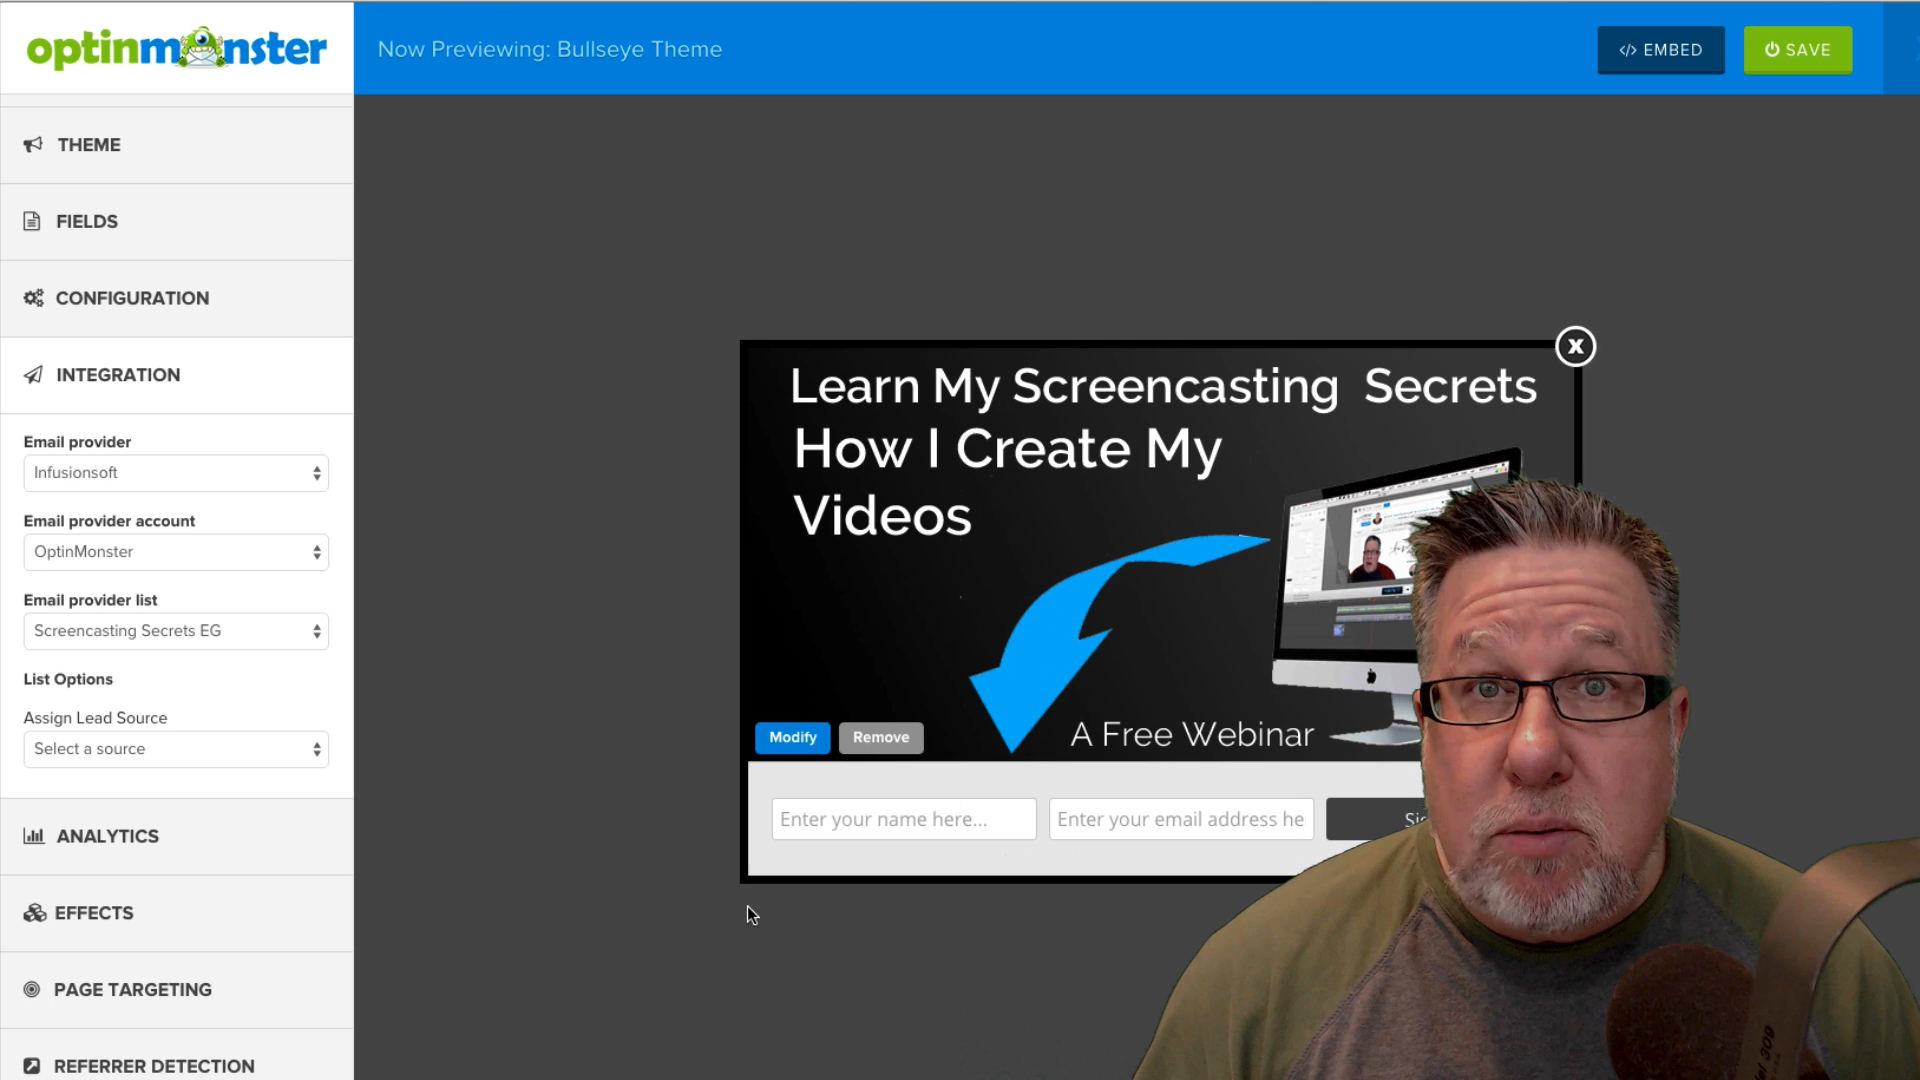 optinmonster
Now Previewing: Bullseye Theme
</> EMBED
SAVE
THEME
FIELDS
CONFIGURATION
INTEGRATION
Email provider
Infusionsoft
Email provider account
OptinMonster
Email provider list
Screencasting Secrets EG
List Options
Assign Lead Source
Select a source
ANALYTICS
EFFECTS
PAGE TARGETING
REFERRER DETECTION
X
Learn My Screencasting Secrets
How I Create My
Videos
Modify
Remove
A Free Webinar
Enter your name here...
Enter your email address he
309